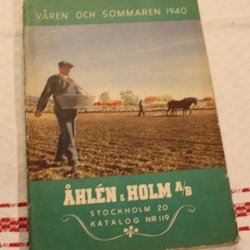 VÅREN OCH SOMMAREN 1940
ÅHLÉN & HOLM A/B
STOCKHOLM 20
KATALOG NR 119